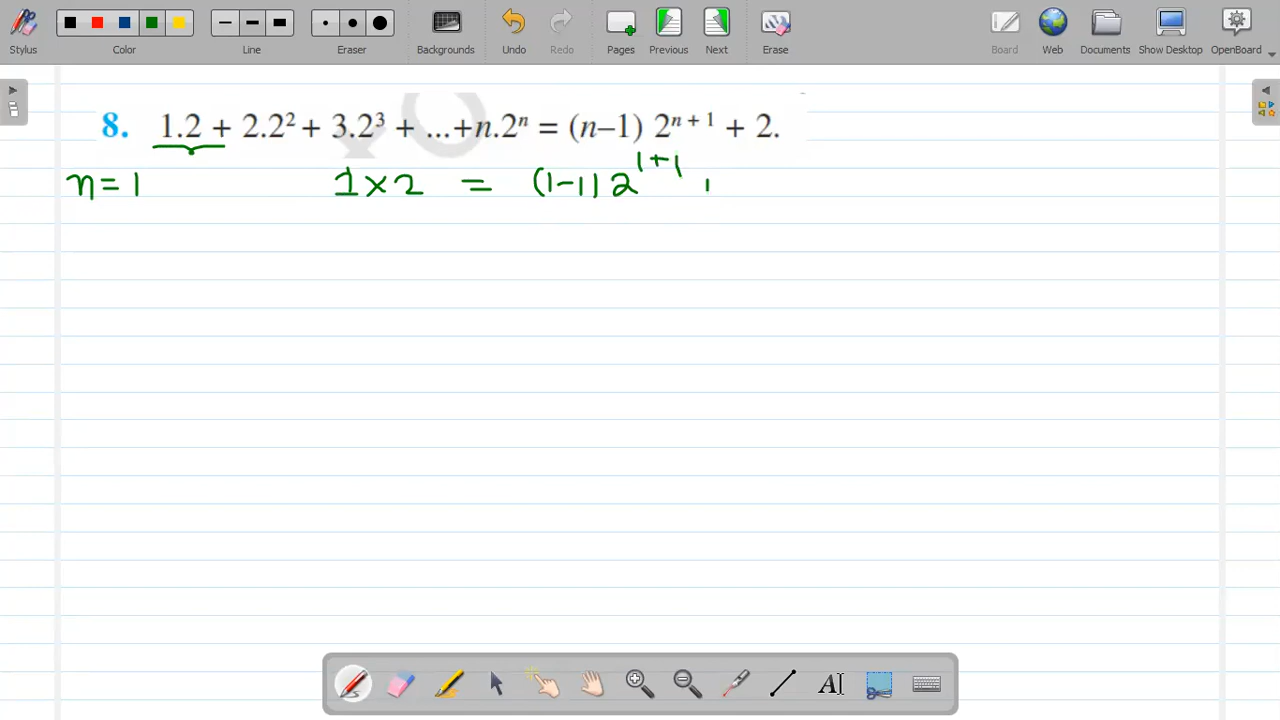 Stylus Color Line Eraser Backgrounds Undo Redo Pages Previous Next Erase Board Web Documents Show Desktop OpenBoard
8. 1.2 + 2.2² + 3.2³ + ...+n.2ⁿ = (n–1) 2ⁿ ⁺ ¹ + 2.
n = 1 1 × 2 = (1-1) 2¹⁺¹
AI